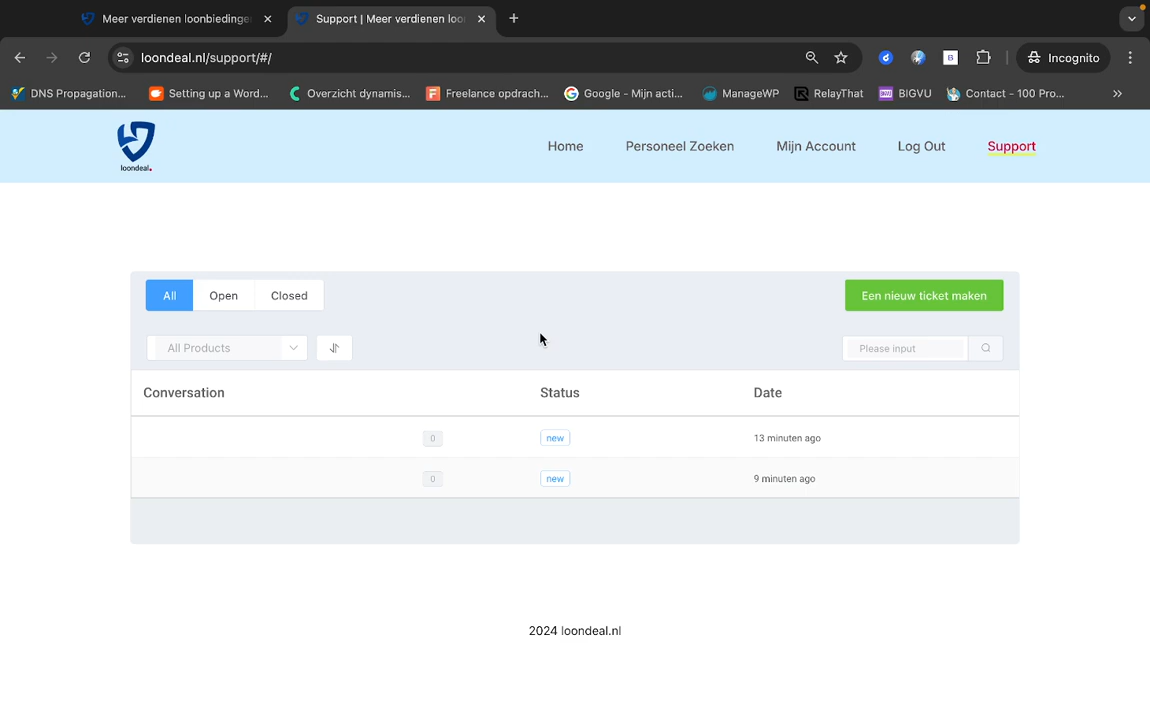 Meer verdienen loonbiedinge
Support | Meer verdienen loo
loondeal.nl/support/#/
Incognito
DNS Propagation...
Setting up a Word...
Overzicht dynamis...
Freelance opdrach...
Google - Mijn acti...
ManageWP
RelayThat
BIGVU
Contact - 100 Pro...
loondeal.
Home
Personeel Zoeken
Mijn Account
Log Out
Support
All
Open
Closed
Een nieuw ticket maken
All Products
Please input
Conversation
Status
Date
0
new
13 minuten ago
0
new
9 minuten ago
2024 loondeal.nl